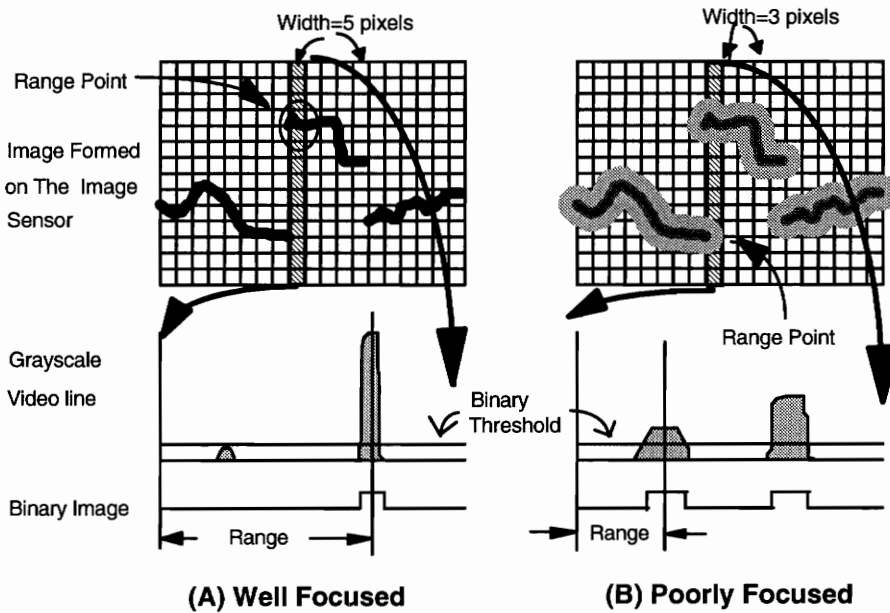 Width=5 pixels
Width=3 pixels
Range Point
Image Formed
on The Image
Sensor
Range Point
Grayscale
Video line
Binary
Threshold
Binary Image
Range
Range
(A) Well Focused
(B) Poorly Focused